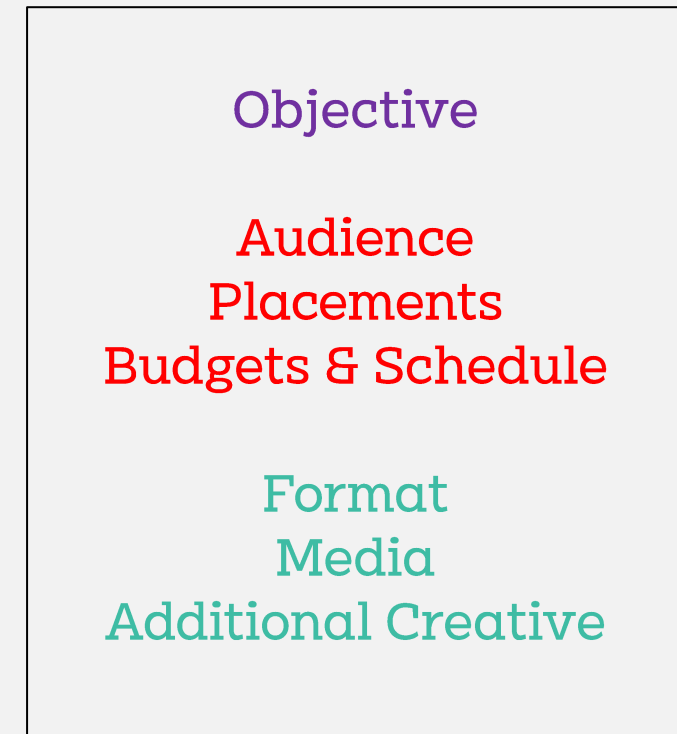 Objective
Audience
Placements
Budgets & Schedule
Format
Media
Additional Creative